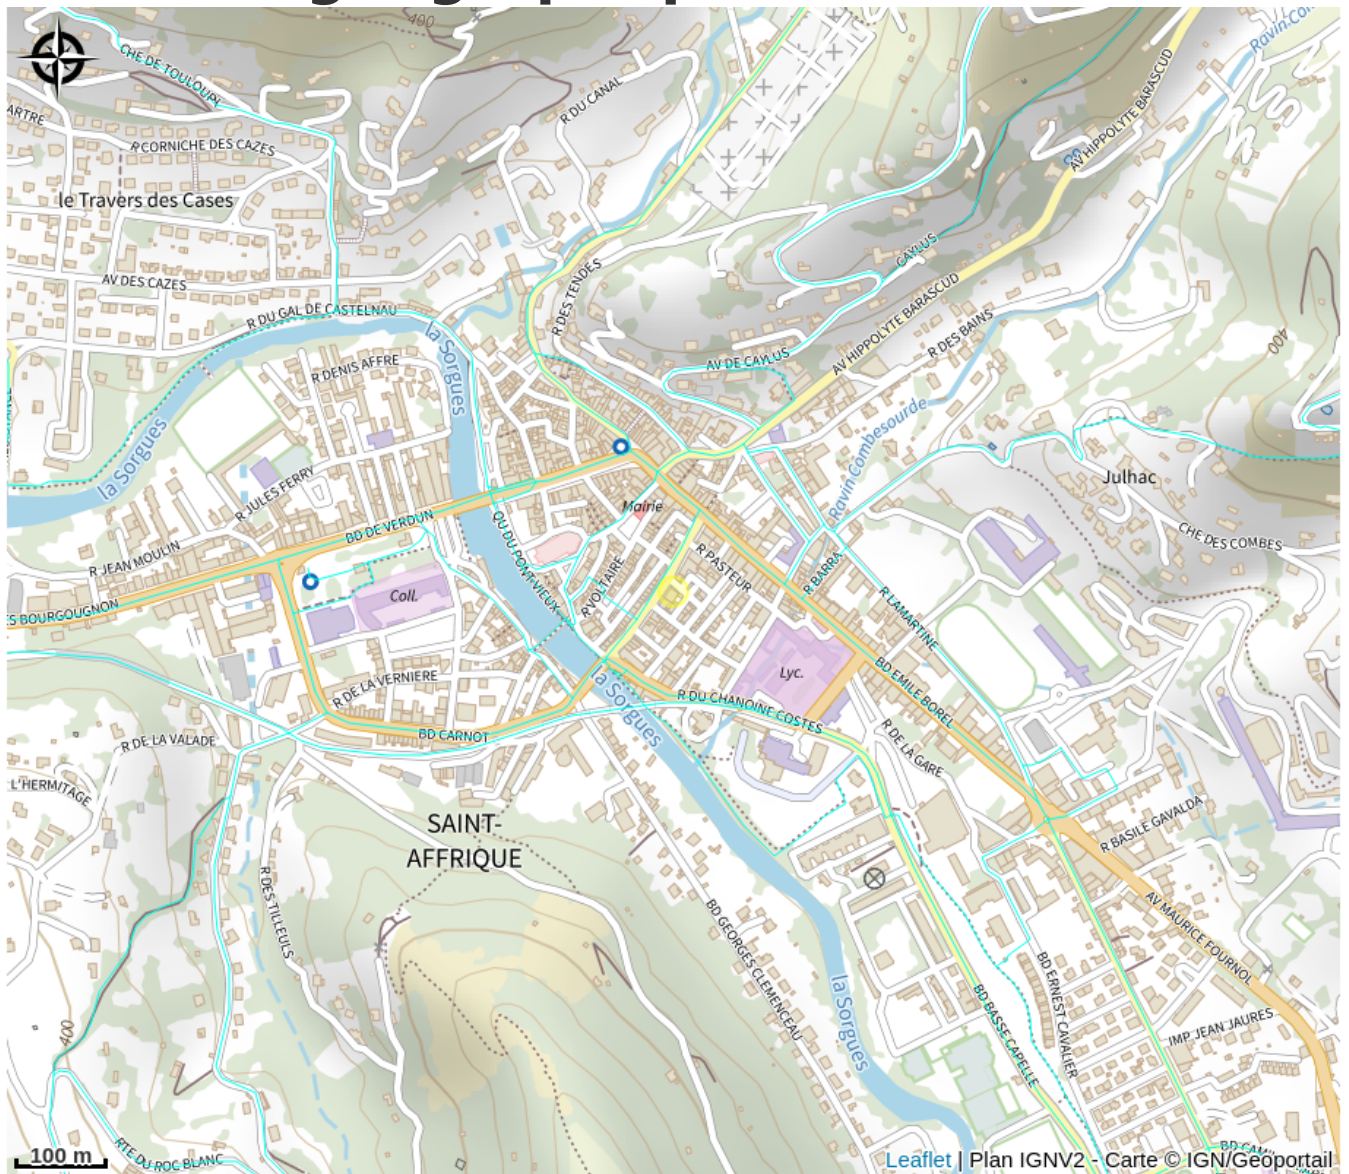 400
CHE DE TOULOUPI
R DU CANAL
ARTRE
R CORNICHE DES CAZES
AV HIPPOLYTE BARASCUD
le Travers des Cases
CAYLUS
AV DES CAZES
R DES TENDES
R DU GAL DE CASTELNAU
la Sorgues
AV HIPPOLYTE BARASCUD
R DES BAINS
400
R DENIS AFFRE
AV DE CAYLUS
la Sorgues
Ravin Combesourde
R JULES FERRY
Julhac
Mairie
BD DE VERDUN
QU DU PONT VIEUX
CHE DES COMBES
R JEAN MOULIN
R PASTEUR
R VOLTAIRE
R BARRA
Coll.
S BOURGOUGNON
R LAMARTINE
Lyc.
BD EMILE BOREL
R DE LA VERNIERE
la Sorgues
R DU CHANOINE COSTES
BD CARNOT
R DE LA VALADE
R DE LA GARE
L'HERMITAGE
SAINT-
AFFRIQUE
R BASILE GAVALDA
R DES TILLEULS
BD GEORGES CLEMENCEAU
AV MAURICE FOURNOL
la Sorgues
BD BASSE CAPELLE
BD ERNEST CAVALIER
400
IMP JEAN JAURES
RTE DU ROC BLANC
100 m
Leaflet | Plan IGNV2 - Carte © IGN/Geoportail